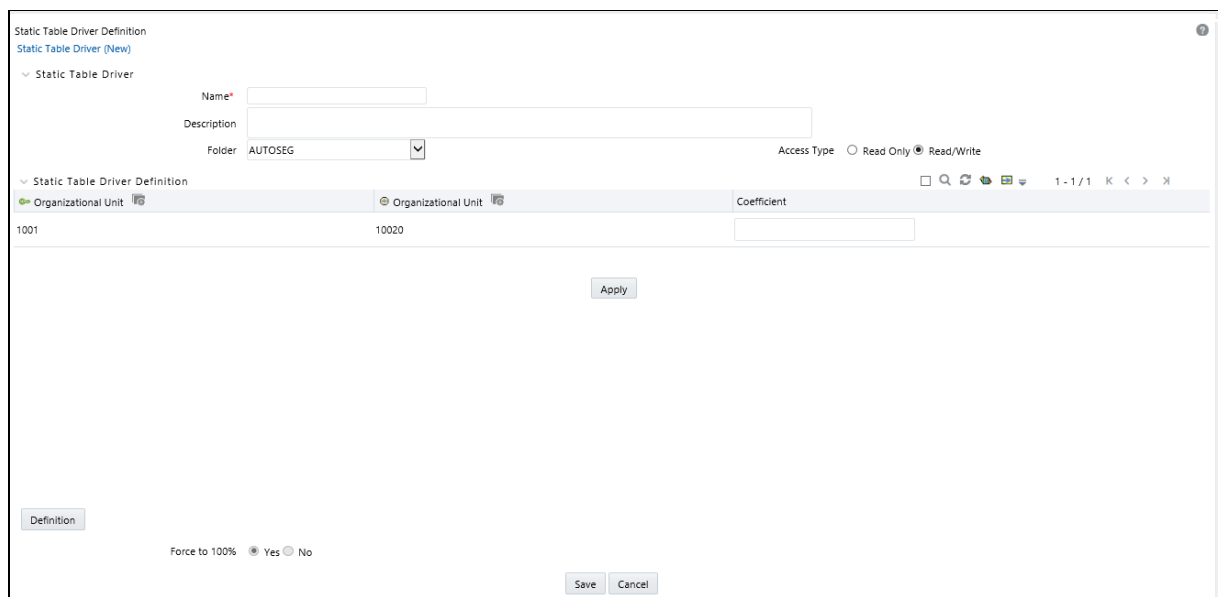 Static Table Driver Definition
Static Table Driver (New)
Static Table Driver
Name*
Description
Folder AUTOSEG Access Type Read Only Read/Write
Static Table Driver Definition 1 - 1 / 1
Organizational Unit Organizational Unit Coefficient
1001 10020
Apply
Definition
Force to 100% Yes No
Save Cancel